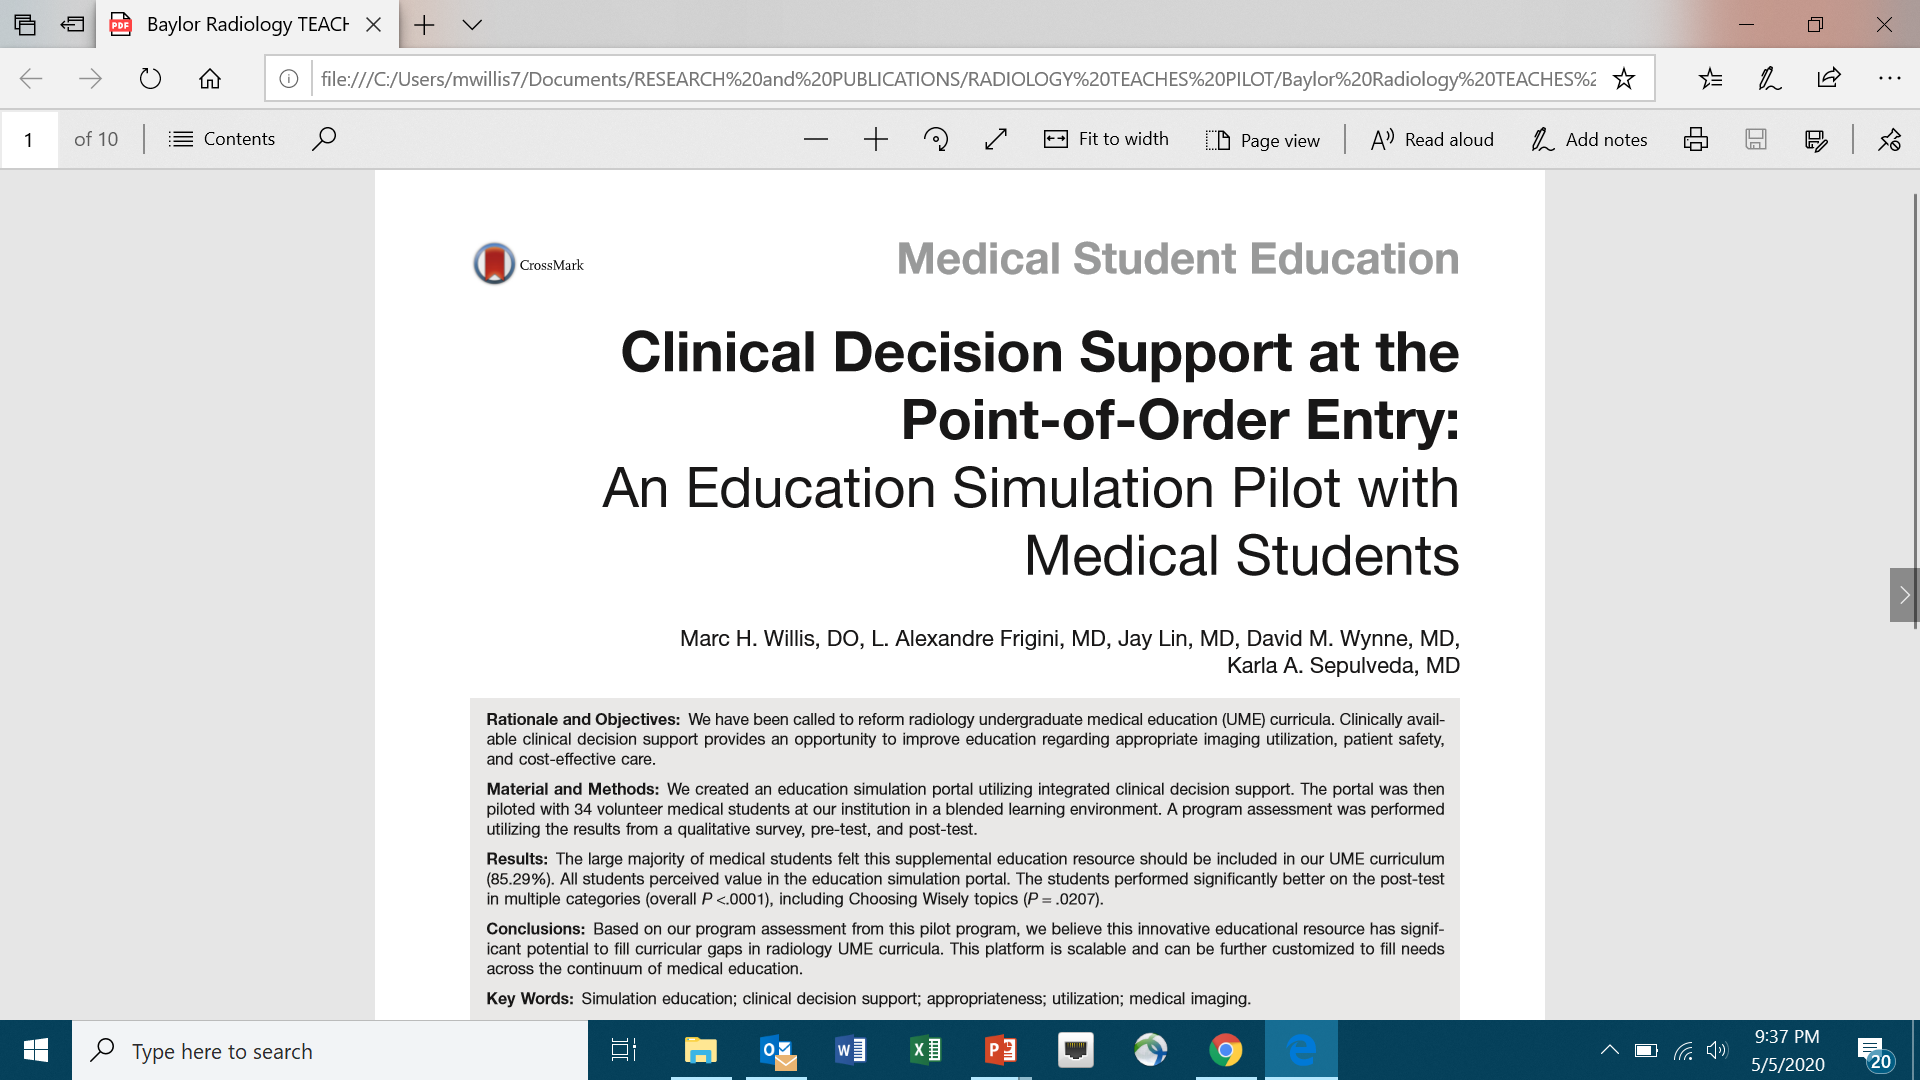 Baylor Radiology TEACH
file:///C:/Users/mwillis7/Documents/RESEARCH%20and%20PUBLICATIONS/RADIOLOGY%20TEACHES%20PILOT/Baylor%20Radiology%20TEACHES%2
1 of 10 Contents Fit to width Page view Read aloud Add notes
CrossMark
Medical Student Education
Clinical Decision Support at the
Point-of-Order Entry:
An Education Simulation Pilot with
Medical Students
Marc H. Willis, DO, L. Alexandre Frigini, MD, Jay Lin, MD, David M. Wynne, MD,
Karla A. Sepulveda, MD
Rationale and Objectives: We have been called to reform radiology undergraduate medical education (UME) curricula. Clinically avail-
able clinical decision support provides an opportunity to improve education regarding appropriate imaging utilization, patient safety,
and cost-effective care.
Material and Methods: We created an education simulation portal utilizing integrated clinical decision support. The portal was then
piloted with 34 volunteer medical students at our institution in a blended learning environment. A program assessment was performed
utilizing the results from a qualitative survey, pre-test, and post-test.
Results: The large majority of medical students felt this supplemental education resource should be included in our UME curriculum
(85.29%). All students perceived value in the education simulation portal. The students performed significantly better on the post-test
in multiple categories (overall P <.0001), including Choosing Wisely topics (P = .0207).
Conclusions: Based on our program assessment from this pilot program, we believe this innovative educational resource has signif-
icant potential to fill curricular gaps in radiology UME curricula. This platform is scalable and can be further customized to fill needs
across the continuum of medical education.
Key Words: Simulation education; clinical decision support; appropriateness; utilization; medical imaging.
Type here to search
9:37 PM
5/5/2020
20